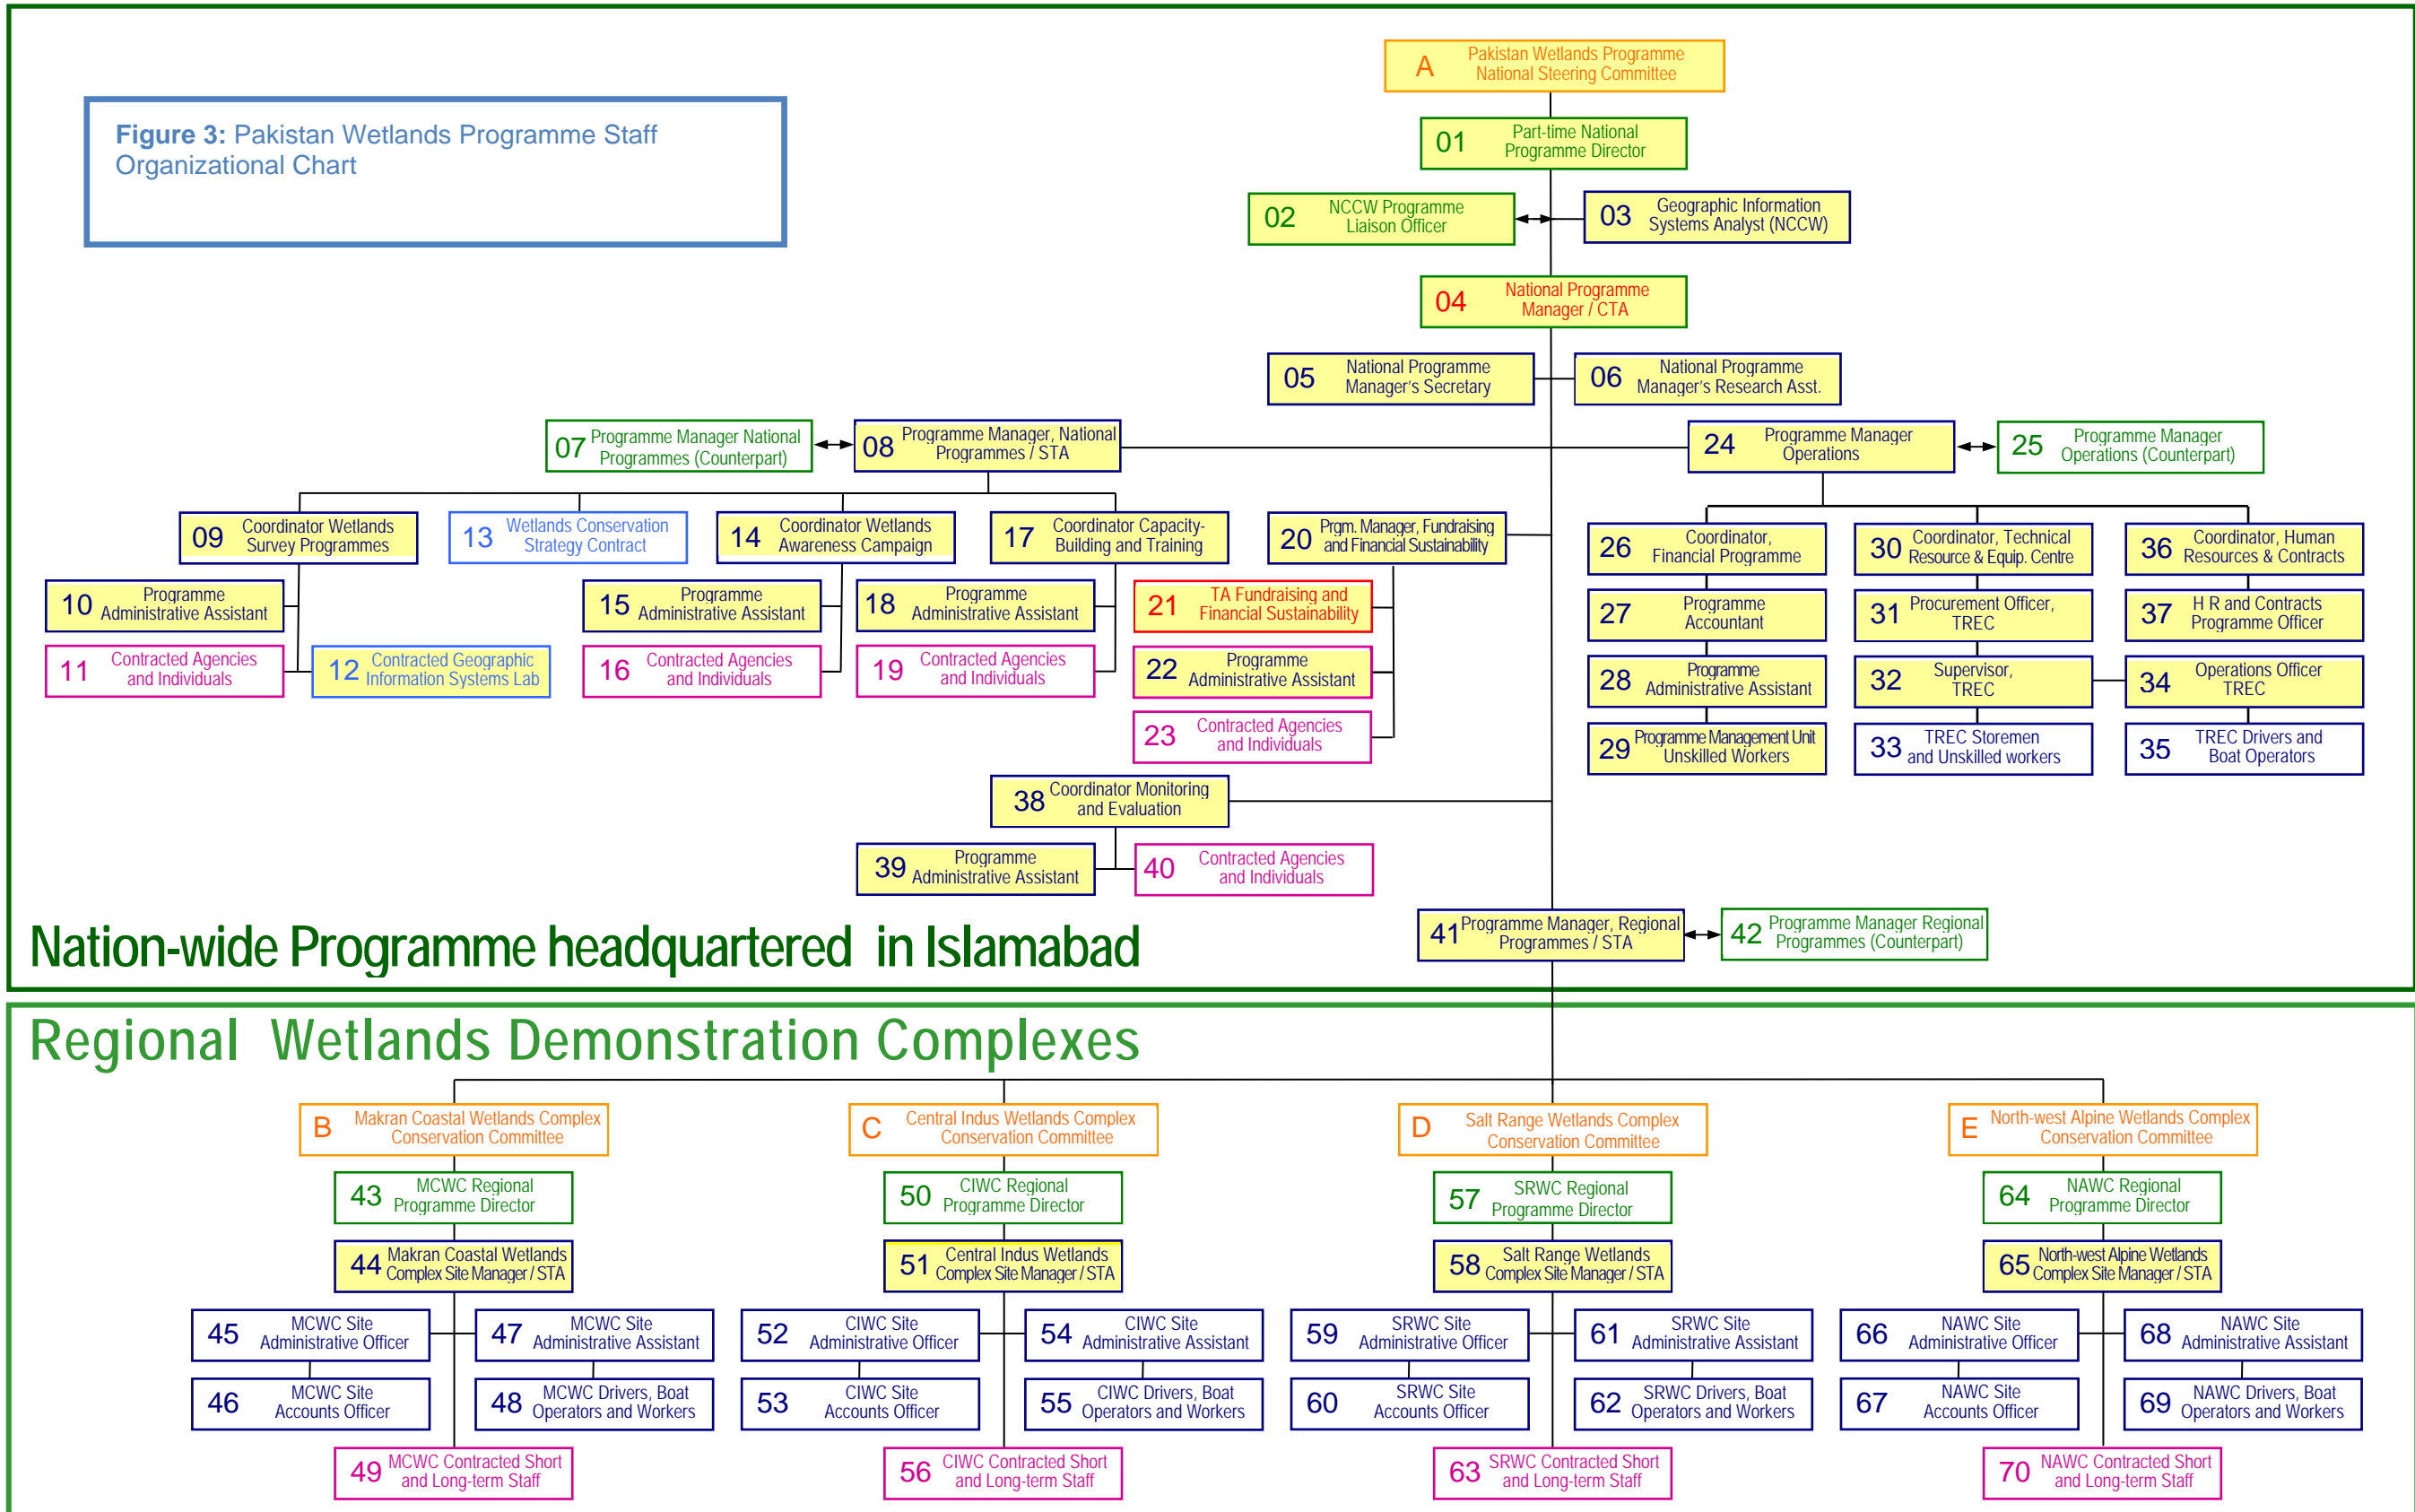 A
Pakistan Wetlands Programme
National Steering Committee
Figure 3: Pakistan Wetlands Programme Staff
Organizational Chart
01
Part-time National
Programme Director
02
NCCW Programme
Liaison Officer
03
Geographic Information
Systems Analyst (NCCW)
04
National Programme
Manager / CTA
05
National Programme
Manager's Secretary
06
National Programme
Manager's Research Asst.
07
Programme Manager National
Programmes (Counterpart)
08
Programme Manager, National
Programmes / STA
24
Programme Manager
Operations
25
Programme Manager
Operations (Counterpart)
09
Coordinator Wetlands
Survey Programmes
13
Wetlands Conservation
Strategy Contract
14
Coordinator Wetlands
Awareness Campaign
17
Coordinator Capacity-
Building and Training
20
Prgm. Manager, Fundraising
and Financial Sustainability
26
Coordinator,
Financial Programme
30
Coordinator, Technical
Resource & Equip. Centre
36
Coordinator, Human
Resources & Contracts
10
Programme
Administrative Assistant
15
Programme
Administrative Assistant
18
Programme
Administrative Assistant
21
TA Fundraising and
Financial Sustainability
27
Programme
Accountant
31
Procurement Officer,
TREC
37
H R and Contracts
Programme Officer
11
Contracted Agencies
and Individuals
12
Contracted Geographic
Information Systems Lab
16
Contracted Agencies
and Individuals
19
Contracted Agencies
and Individuals
22
Programme
Administrative Assistant
28
Programme
Administrative Assistant
32
Supervisor,
TREC
34
Operations Officer
TREC
23
Contracted Agencies
and Individuals
29
Programme Management Unit
Unskilled Workers
33
TREC Storemen
and Unskilled workers
35
TREC Drivers and
Boat Operators
38
Coordinator Monitoring
and Evaluation
39
Programme
Administrative Assistant
40
Contracted Agencies
and Individuals
41
Programme Manager, Regional
Programmes / STA
42
Programme Manager Regional
Programmes (Counterpart)
Nation-wide Programme headquartered in Islamabad
Regional Wetlands Demonstration Complexes
B
Makran Coastal Wetlands Complex
Conservation Committee
C
Central Indus Wetlands Complex
Conservation Committee
D
Salt Range Wetlands Complex
Conservation Committee
E
North-west Alpine Wetlands Complex
Conservation Committee
43
MCWC Regional
Programme Director
50
CIWC Regional
Programme Director
57
SRWC Regional
Programme Director
64
NAWC Regional
Programme Director
44
Makran Coastal Wetlands
Complex Site Manager / STA
51
Central Indus Wetlands
Complex Site Manager / STA
58
Salt Range Wetlands
Complex Site Manager / STA
65
North-west Alpine Wetlands
Complex Site Manager / STA
45
MCWC Site
Administrative Officer
47
MCWC Site
Administrative Assistant
52
CIWC Site
Administrative Officer
54
CIWC Site
Administrative Assistant
59
SRWC Site
Administrative Officer
61
SRWC Site
Administrative Assistant
66
NAWC Site
Administrative Officer
68
NAWC Site
Administrative Assistant
46
MCWC Site
Accounts Officer
48
MCWC Drivers, Boat
Operators and Workers
53
CIWC Site
Accounts Officer
55
CIWC Drivers, Boat
Operators and Workers
60
SRWC Site
Accounts Officer
62
SRWC Drivers, Boat
Operators and Workers
67
NAWC Site
Accounts Officer
69
NAWC Drivers, Boat
Operators and Workers
49
MCWC Contracted Short
and Long-term Staff
56
CIWC Contracted Short
and Long-term Staff
63
SRWC Contracted Short
and Long-term Staff
70
NAWC Contracted Short
and Long-term Staff